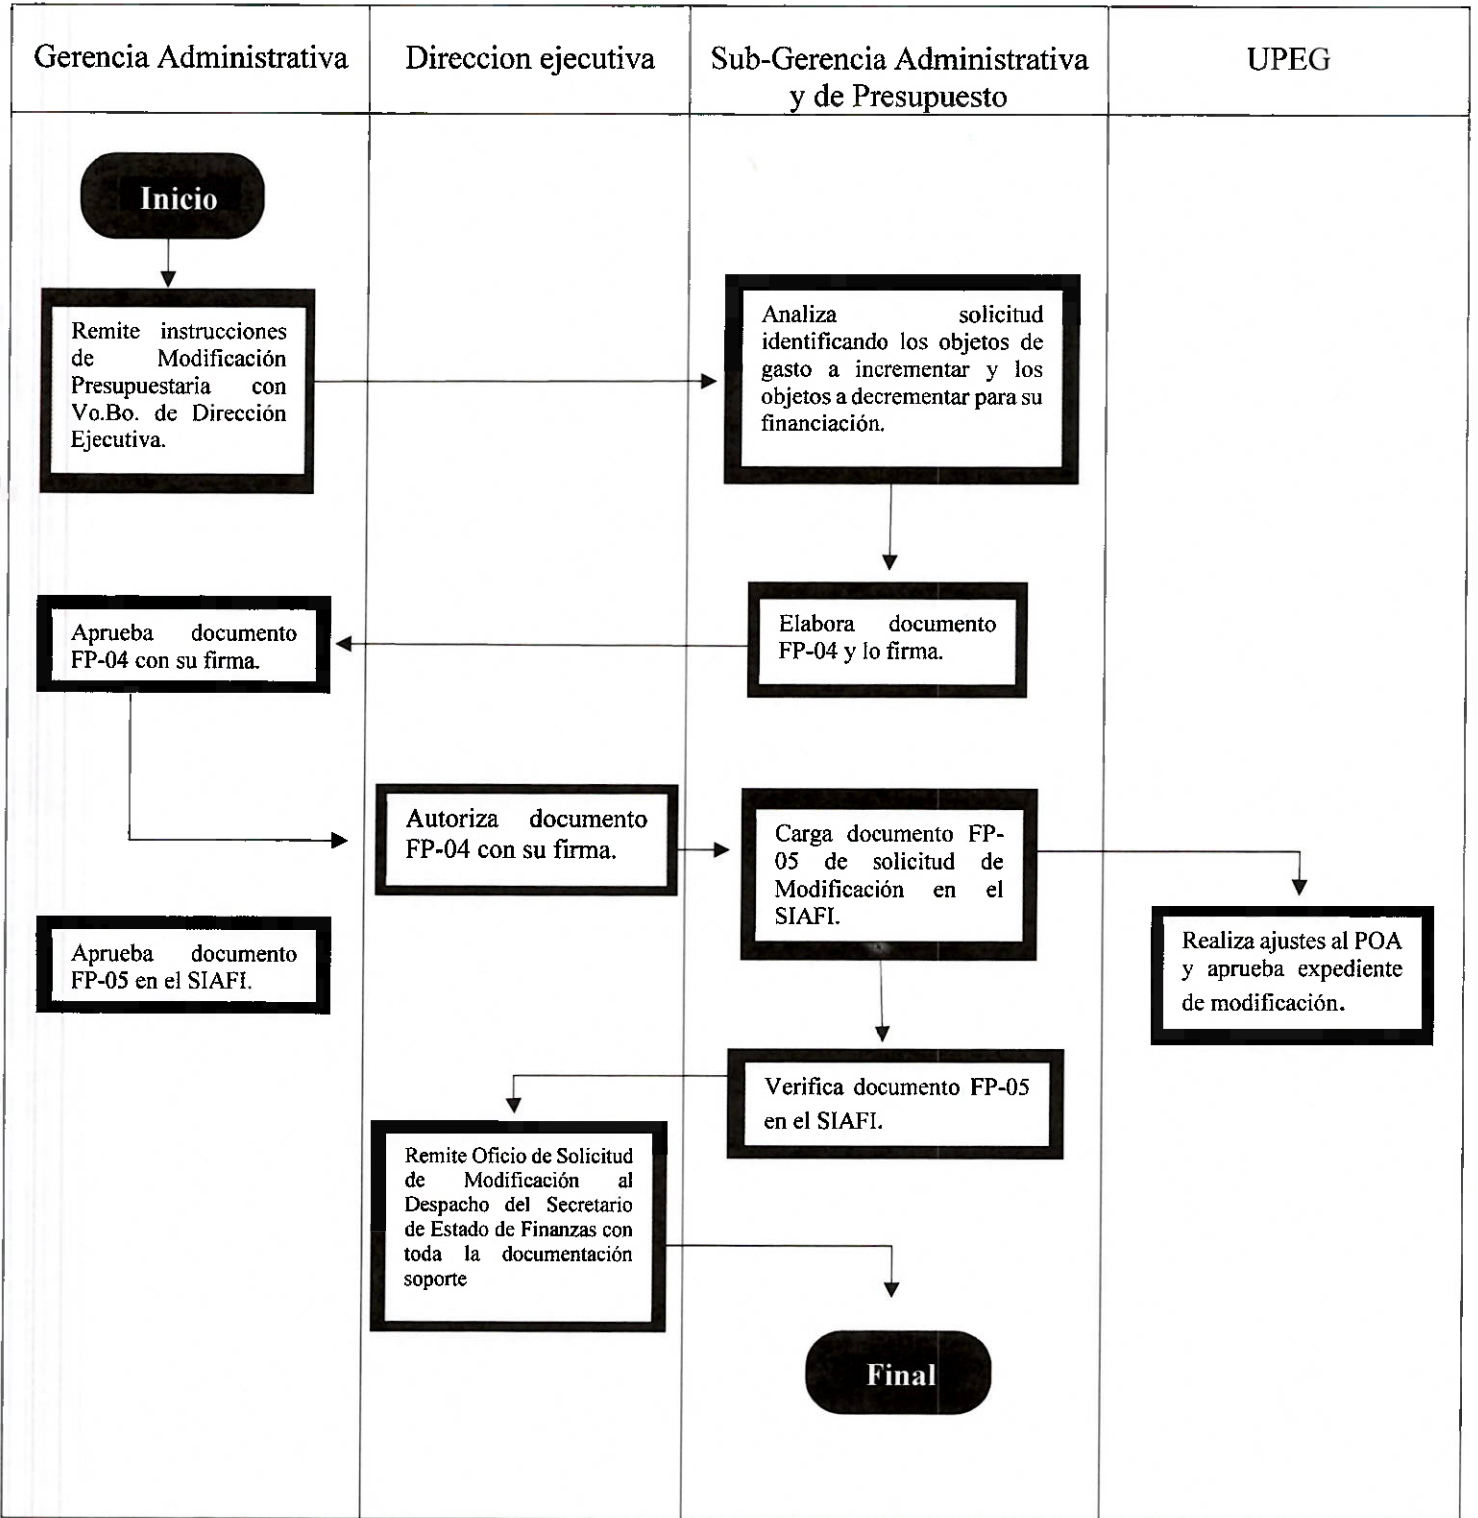 Gerencia Administrativa
Direccion ejecutiva
Sub-Gerencia Administrativa
y de Presupuesto
UPEG
Inicio
Remite instrucciones
de Modificación
Presupuestaria con
Vo.Bo. de Dirección
Ejecutiva.
Analiza solicitud
identificando los objetos de
gasto a incrementar y los
objetos a decrementar para su
financiación.
Aprueba documento
FP-04 con su firma.
Elabora documento
FP-04 y lo firma.
Autoriza documento
FP-04 con su firma.
Carga documento FP-
05 de solicitud de
Modificación en el
SIAFI.
Aprueba documento
FP-05 en el SIAFI.
Realiza ajustes al POA
y aprueba expediente
de modificación.
Verifica documento FP-05
en el SIAFI.
Remite Oficio de Solicitud
de Modificación al
Despacho del Secretario
de Estado de Finanzas con
toda la documentación
soporte
Final